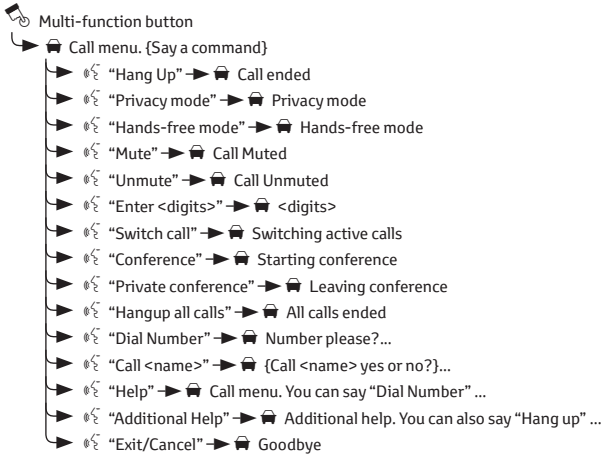 Multi-function button
Call menu. {Say a command}
“Hang Up” Call ended
“Privacy mode” Privacy mode
“Hands-free mode” Hands-free mode
“Mute” Call Muted
“Unmute” Call Unmuted
“Enter <digits>” <digits>
“Switch call” Switching active calls
“Conference” Starting conference
“Private conference” Leaving conference
“Hangup all calls” All calls ended
“Dial Number” Number please?...
“Call <name>” {Call <name> yes or no?}...
“Help” Call menu. You can say “Dial Number” ...
“Additional Help” Additional help. You can also say “Hang up” ...
“Exit/Cancel” Goodbye